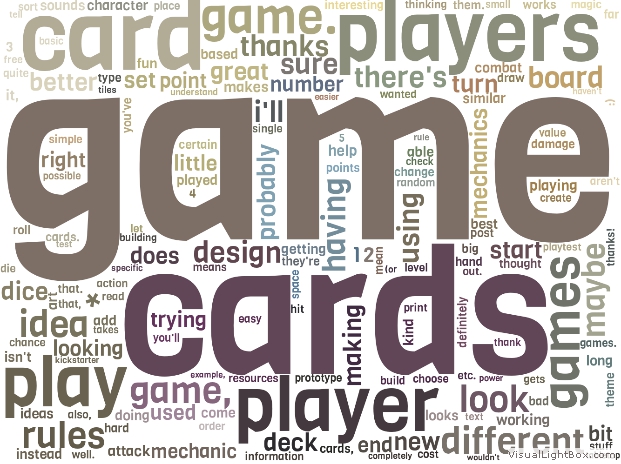 tell sort sounds character place interesting thinking them. small works magic far
card game. players
3 free quite fun based thanks sure combat
it, better type tiles set point great makes number there's turn draw board
understand easier wanted similar haven't
game
you've i'll single
simple right possible
certain little played 4
probably 5 help points having
rule able check change random using
mechanics best post
value damage playing create
aren't :)
roll basic. cards. test
let building does specific
design means getting they're space
1 2 mean (or level
big hand out. start thought playtest
games maybe thanks!
die dice. art that. that, * action read
cards
idea add takes
chance looking kickstarter isn't
trying you'll easy hit making kind print definitely thank
games. long theme
play example, resources prototype build choose etc. power gets
game, player look bad
ideas also, doing used come order looks text working
rules hard deck cards, end new different bit stuff
instead well. attack mechanic information completely cost wouldn't
VisualLightBox.com